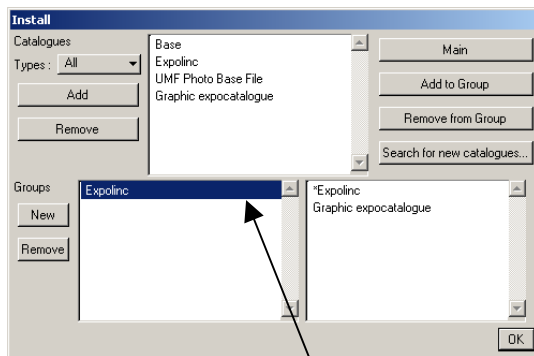 Install
Catalogues
Types : All
Add
Remove
Base
Expolinc
UMF Photo Base File
Graphic expocatalogue
Main
Add to Group
Remove from Group
Search for new catalogues...
Groups
New
Remove
Expolinc
*Expolinc
Graphic expocatalogue
OK